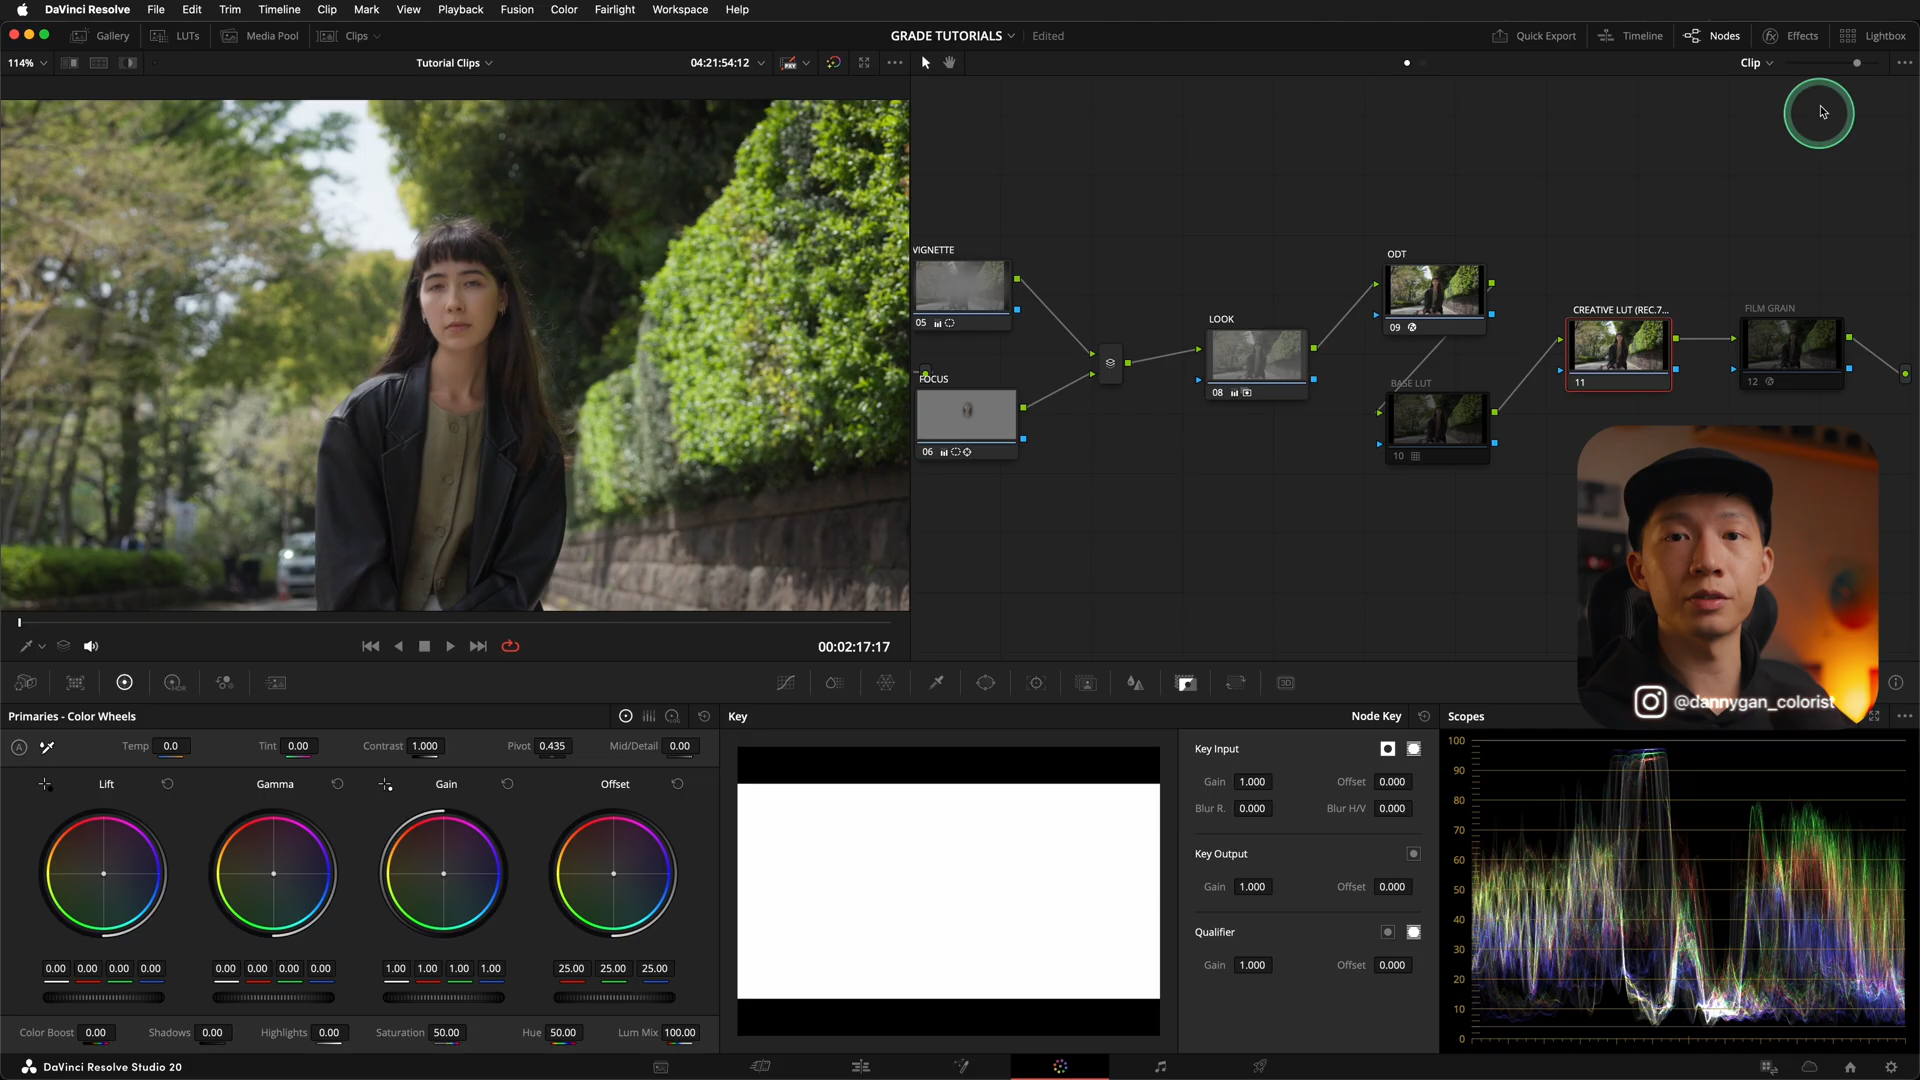 DaVinci Resolve File Edit Trim Timeline Clip Mark View Playback Fusion Color Fairlight Workspace Help
Gallery LUTs Media Pool Clips GRADE TUTORIALS Edited Quick Export Timeline Nodes Effects Lightbox
114% Tutorial Clips 04:21:54:12 Clip
VIGNETTE
05
FOCUS
06
LOOK
08
ODT
09
BASE LUT
10
CREATIVE LUT (REC.7...
11
FILM GRAIN
12
@dannygan_colorist
00:02:17:17
HDR
LOG
3D
Primaries - Color Wheels
A Temp 0.0 Tint 0.00 Contrast 1.000 Pivot 0.435 Mid/Detail 0.00
Lift Gamma Gain Offset
0.00 0.00 0.00 0.00 0.00 0.00 0.00 0.00 1.00 1.00 1.00 1.00 25.00 25.00 25.00
Color Boost 0.00 Shadows 0.00 Highlights 0.00 Saturation 50.00 Hue 50.00 Lum Mix 100.00
Key Node Key
Key Input
Gain 1.000 Offset 0.000
Blur R. 0.000 Blur H/V 0.000
Key Output
Gain 1.000 Offset 0.000
Qualifier
Gain 1.000 Offset 0.000
Scopes
100
90
80
70
60
50
40
30
20
10
0
DaVinci Resolve Studio 20